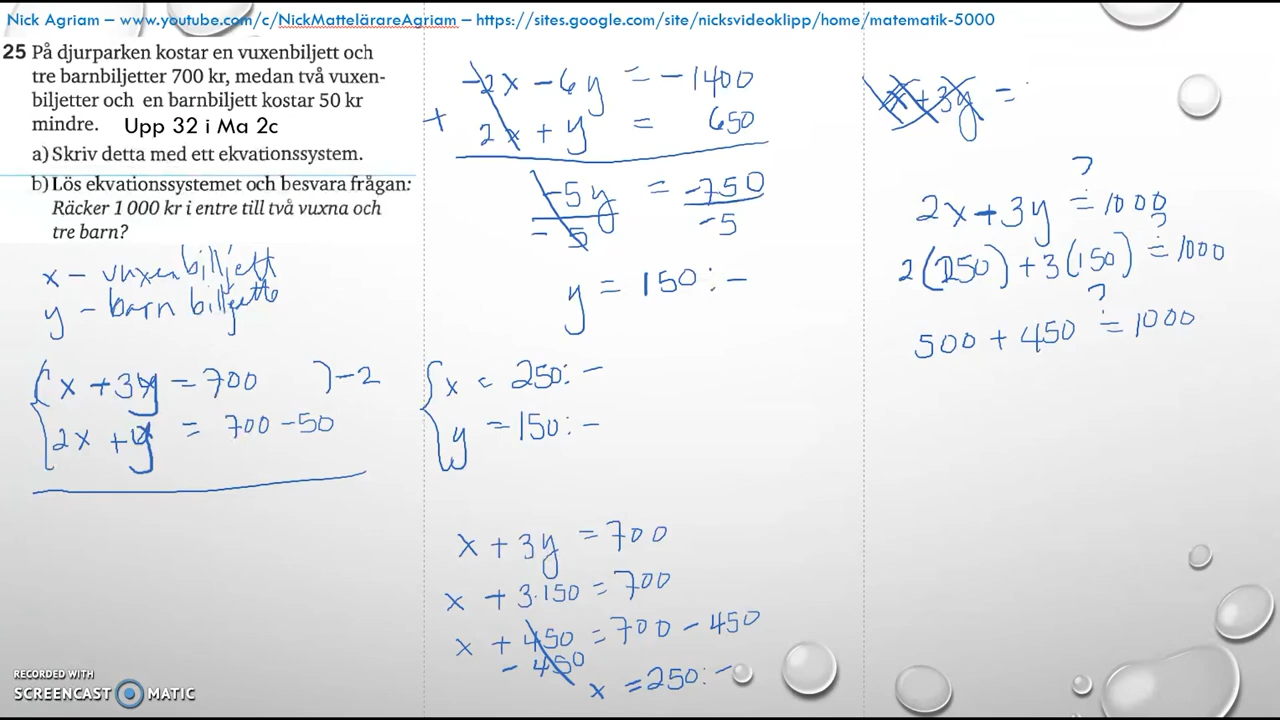 Nick Agriam – www.youtube.com/c/NickMattelärareAgriam – https://sites.google.com/site/nicksvideoklipp/home/matematik-5000
25 På djurparken kostar en vuxenbiljett och
tre barnbiljetter 700 kr, medan två vuxen-
biljetter och en barnbiljett kostar 50 kr
mindre. Upp 32 i Ma 2c
a) Skriv detta med ett ekvationssystem.
b) Lös ekvationssystemet och besvara frågan:
Räcker 1 000 kr i entre till två vuxna och
tre barn?
x – vuxenbilljett
y – barn billjette
x + 3y = 700 ) -2
2x + y = 700 - 50
-2x - 6y = -1400
+ 2x + y = 650
-5y = -750
-5 -5
y = 150:-
x = 250:-
y = 150:-
x + 3y = 700
x + 3·150 = 700
x + 450 = 700 - 450
- 450
x = 250:-
x + 3y =
?
2x + 3y = 1000
?
2(250) + 3(150) = 1000
?
500 + 450 = 1000
RECORDED WITH
SCREENCAST MATIC